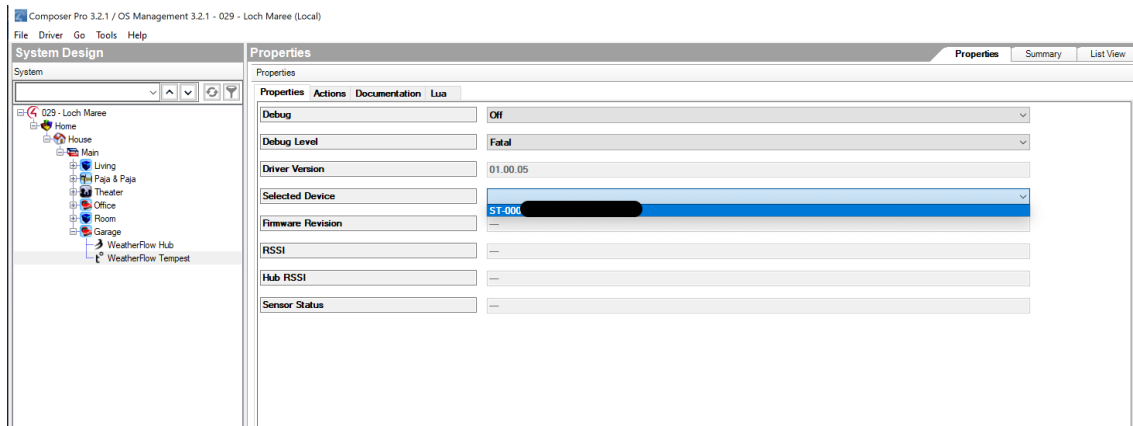 Composer Pro 3.2.1 / OS Management 3.2.1 - 029 - Loch Maree (Local)
File Driver Go Tools Help
System Design
Properties
Properties Summary List View
System
Properties
Properties Actions Documentation Lua
029 - Loch Maree
Home
House
Main
Living
Paja & Paja
Theater
Office
Room
Garage
WeatherFlow Hub
WeatherFlow Tempest
Debug
Off
Debug Level
Fatal
Driver Version
01.00.05
Selected Device
ST-000
Firmware Revision
—
RSSI
—
Hub RSSI
—
Sensor Status
—